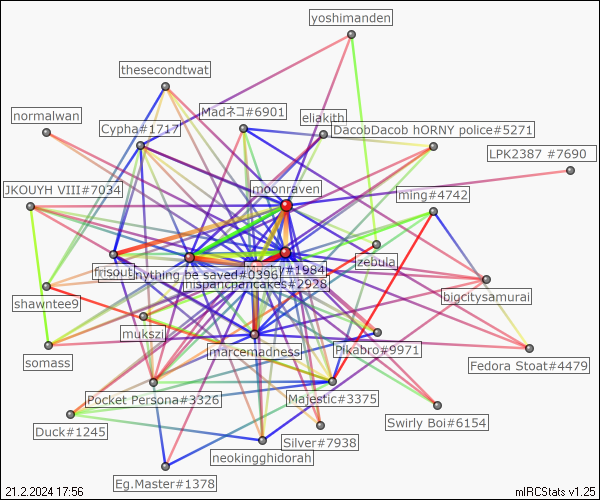 yoshimanden
thesecondtwat
normalwan
Madネコ#6901
eliakith
Cypha#1717
DacobDacob hORNY police#5271
LPK2387 #7690
JKOUYH VIII#7034
moonraven
ming#4742
frisout
nything be saved#0396
y#1984
zebula
hispancpancakes#2928
shawntee9
bigcitysamurai
mukszi
marcemadness
Pikabro#9971
somass
Fedora Stoat#4479
Pocket Persona#3326
Majestic#3375
Duck#1245
Silver#7938
Swirly Boi#6154
neokingghidorah
Eg.Master#1378
21.2.2024 17:56
mIRCStats v1.25